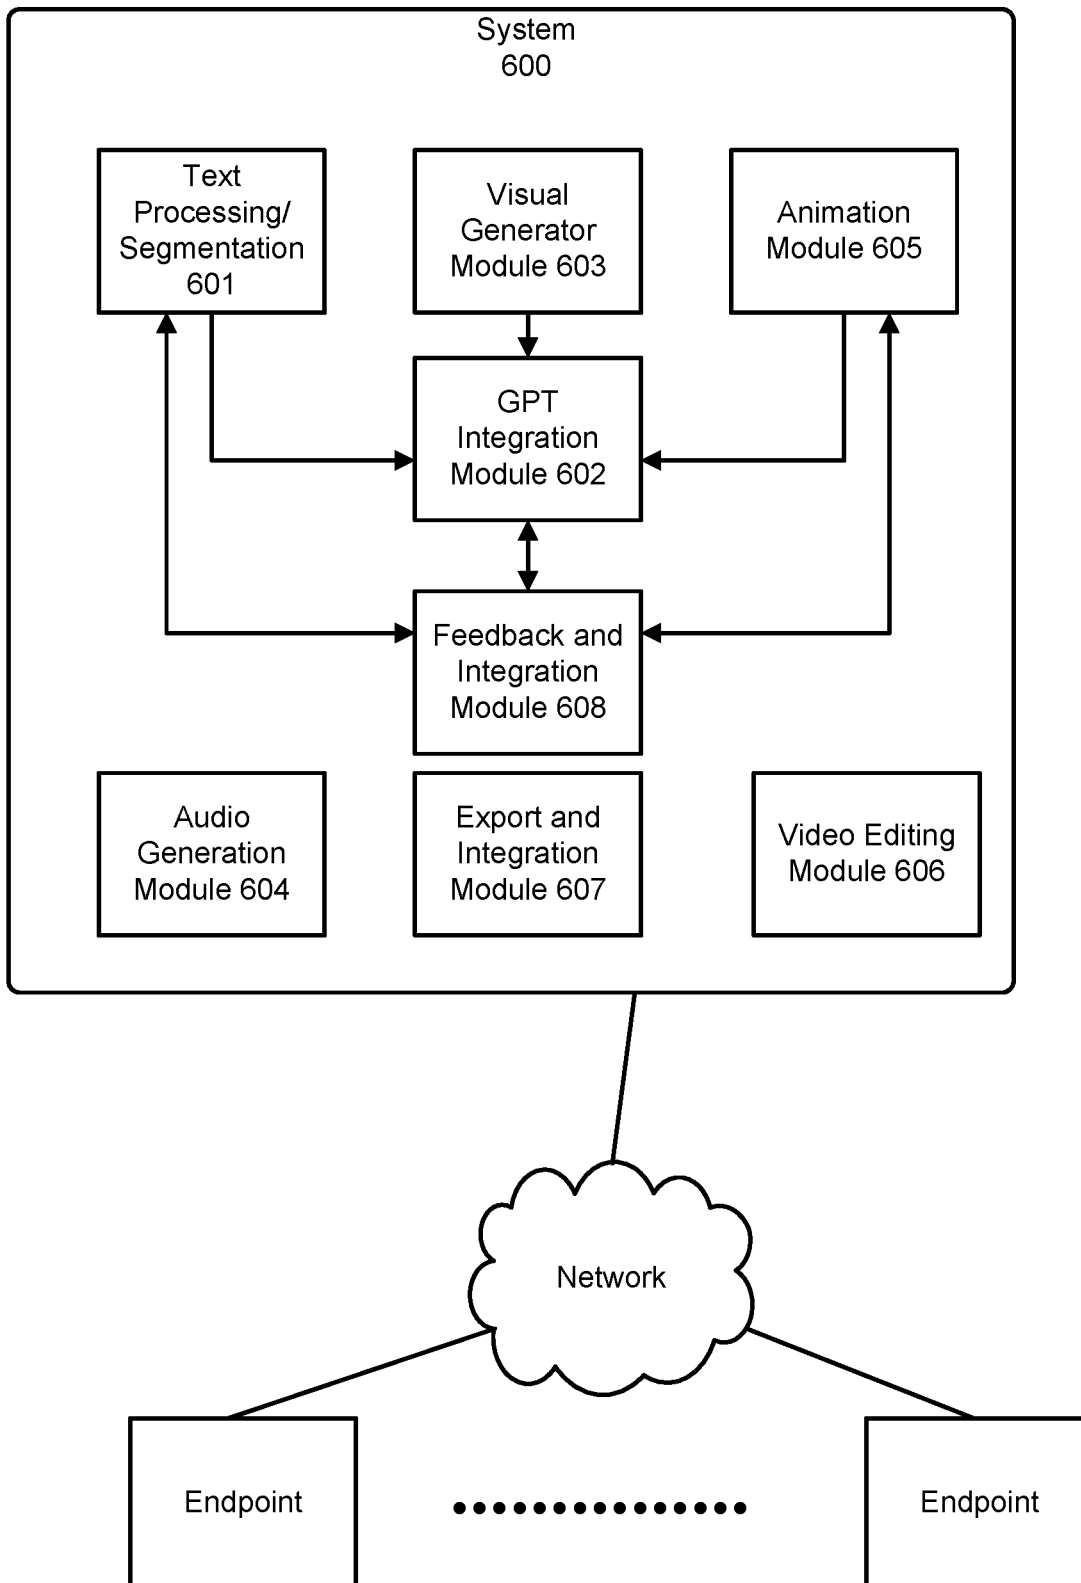 System
600
Text
Processing/
Segmentation
601
Visual
Generator
Module 603
Animation
Module 605
GPT
Integration
Module 602
Feedback and
Integration
Module 608
Audio
Generation
Module 604
Export and
Integration
Module 607
Video Editing
Module 606
Network
Endpoint
Endpoint